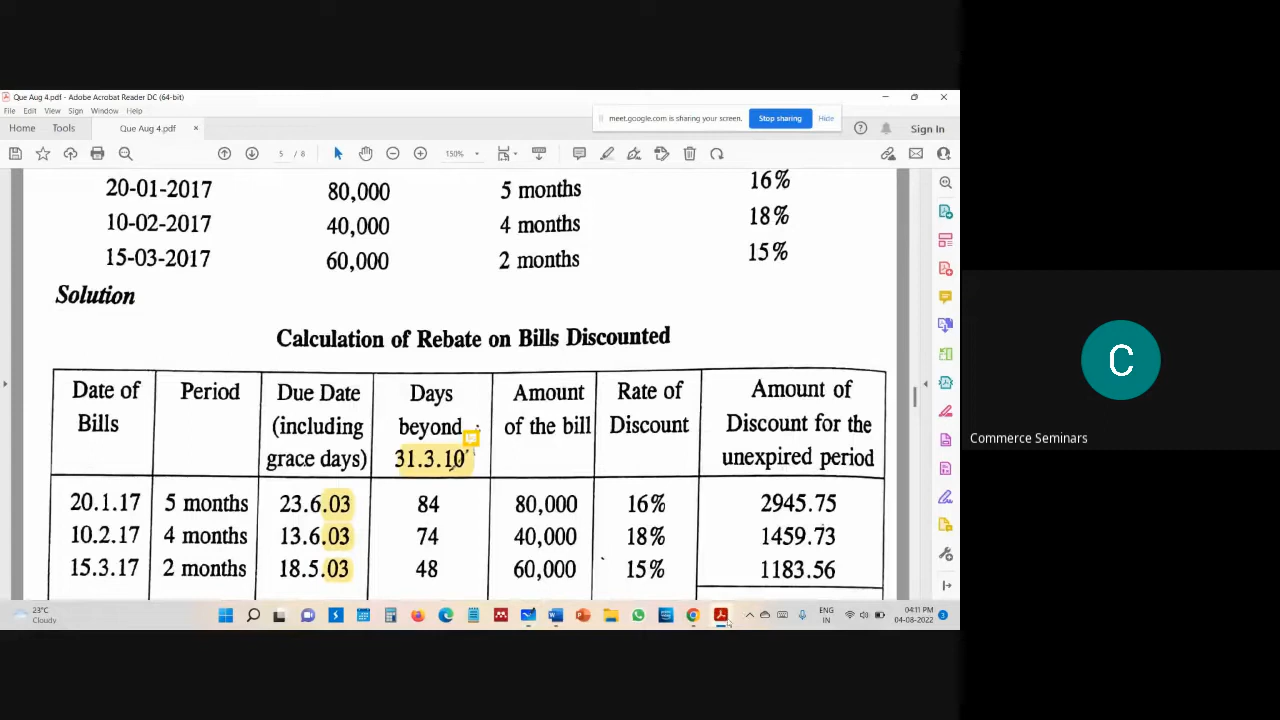 Que Aug 4.pdf - Adobe Acrobat Reader DC (64-bit)
File Edit View Sign Window Help
meet.google.com is sharing your screen. Stop sharing Hide
Home Tools Que Aug 4.pdf × Sign In
5 / 8 150%
20-01-2017 80,000 5 months 16%
10-02-2017 40,000 4 months 18%
15-03-2017 60,000 2 months 15%
Solution
Calculation of Rebate on Bills Discounted
Date of Bills Period Due Date (including grace days) Days beyond 31.3.10 Amount of the bill Rate of Discount Amount of Discount for the unexpired period
20.1.17 5 months 23.6.03 84 80,000 16% 2945.75
10.2.17 4 months 13.6.03 74 40,000 18% 1459.73
15.3.17 2 months 18.5.03 48 60,000 15% 1183.56
C
Commerce Seminars
23°C
Cloudy
ENG
IN
04:11 PM
04-08-2022
3